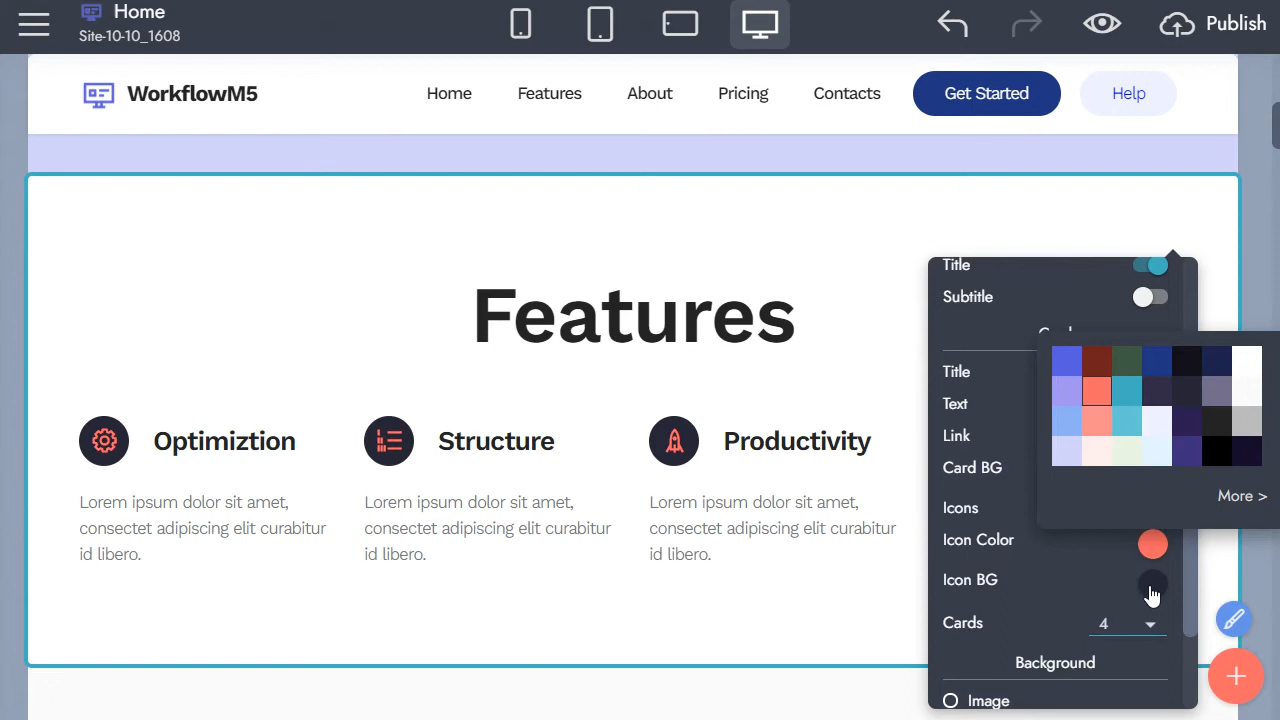 Home
Site-10-10_1608
Publish
WorkflowM5
Home Features About Pricing Contacts Get Started Help
Features
Optimiztion
Lorem ipsum dolor sit amet,
consectetur adipiscing elit curabitur
id libero.
Structure
Lorem ipsum dolor sit amet,
consectetur adipiscing elit curabitur
id libero.
Productivity
Lorem ipsum dolor sit amet,
consectetur adipiscing elit curabitur
id libero.
Title
Subtitle
Title
Text
Link
Card BG
More >
Icons
Icon Color
Icon BG
Cards 4
Background
Image